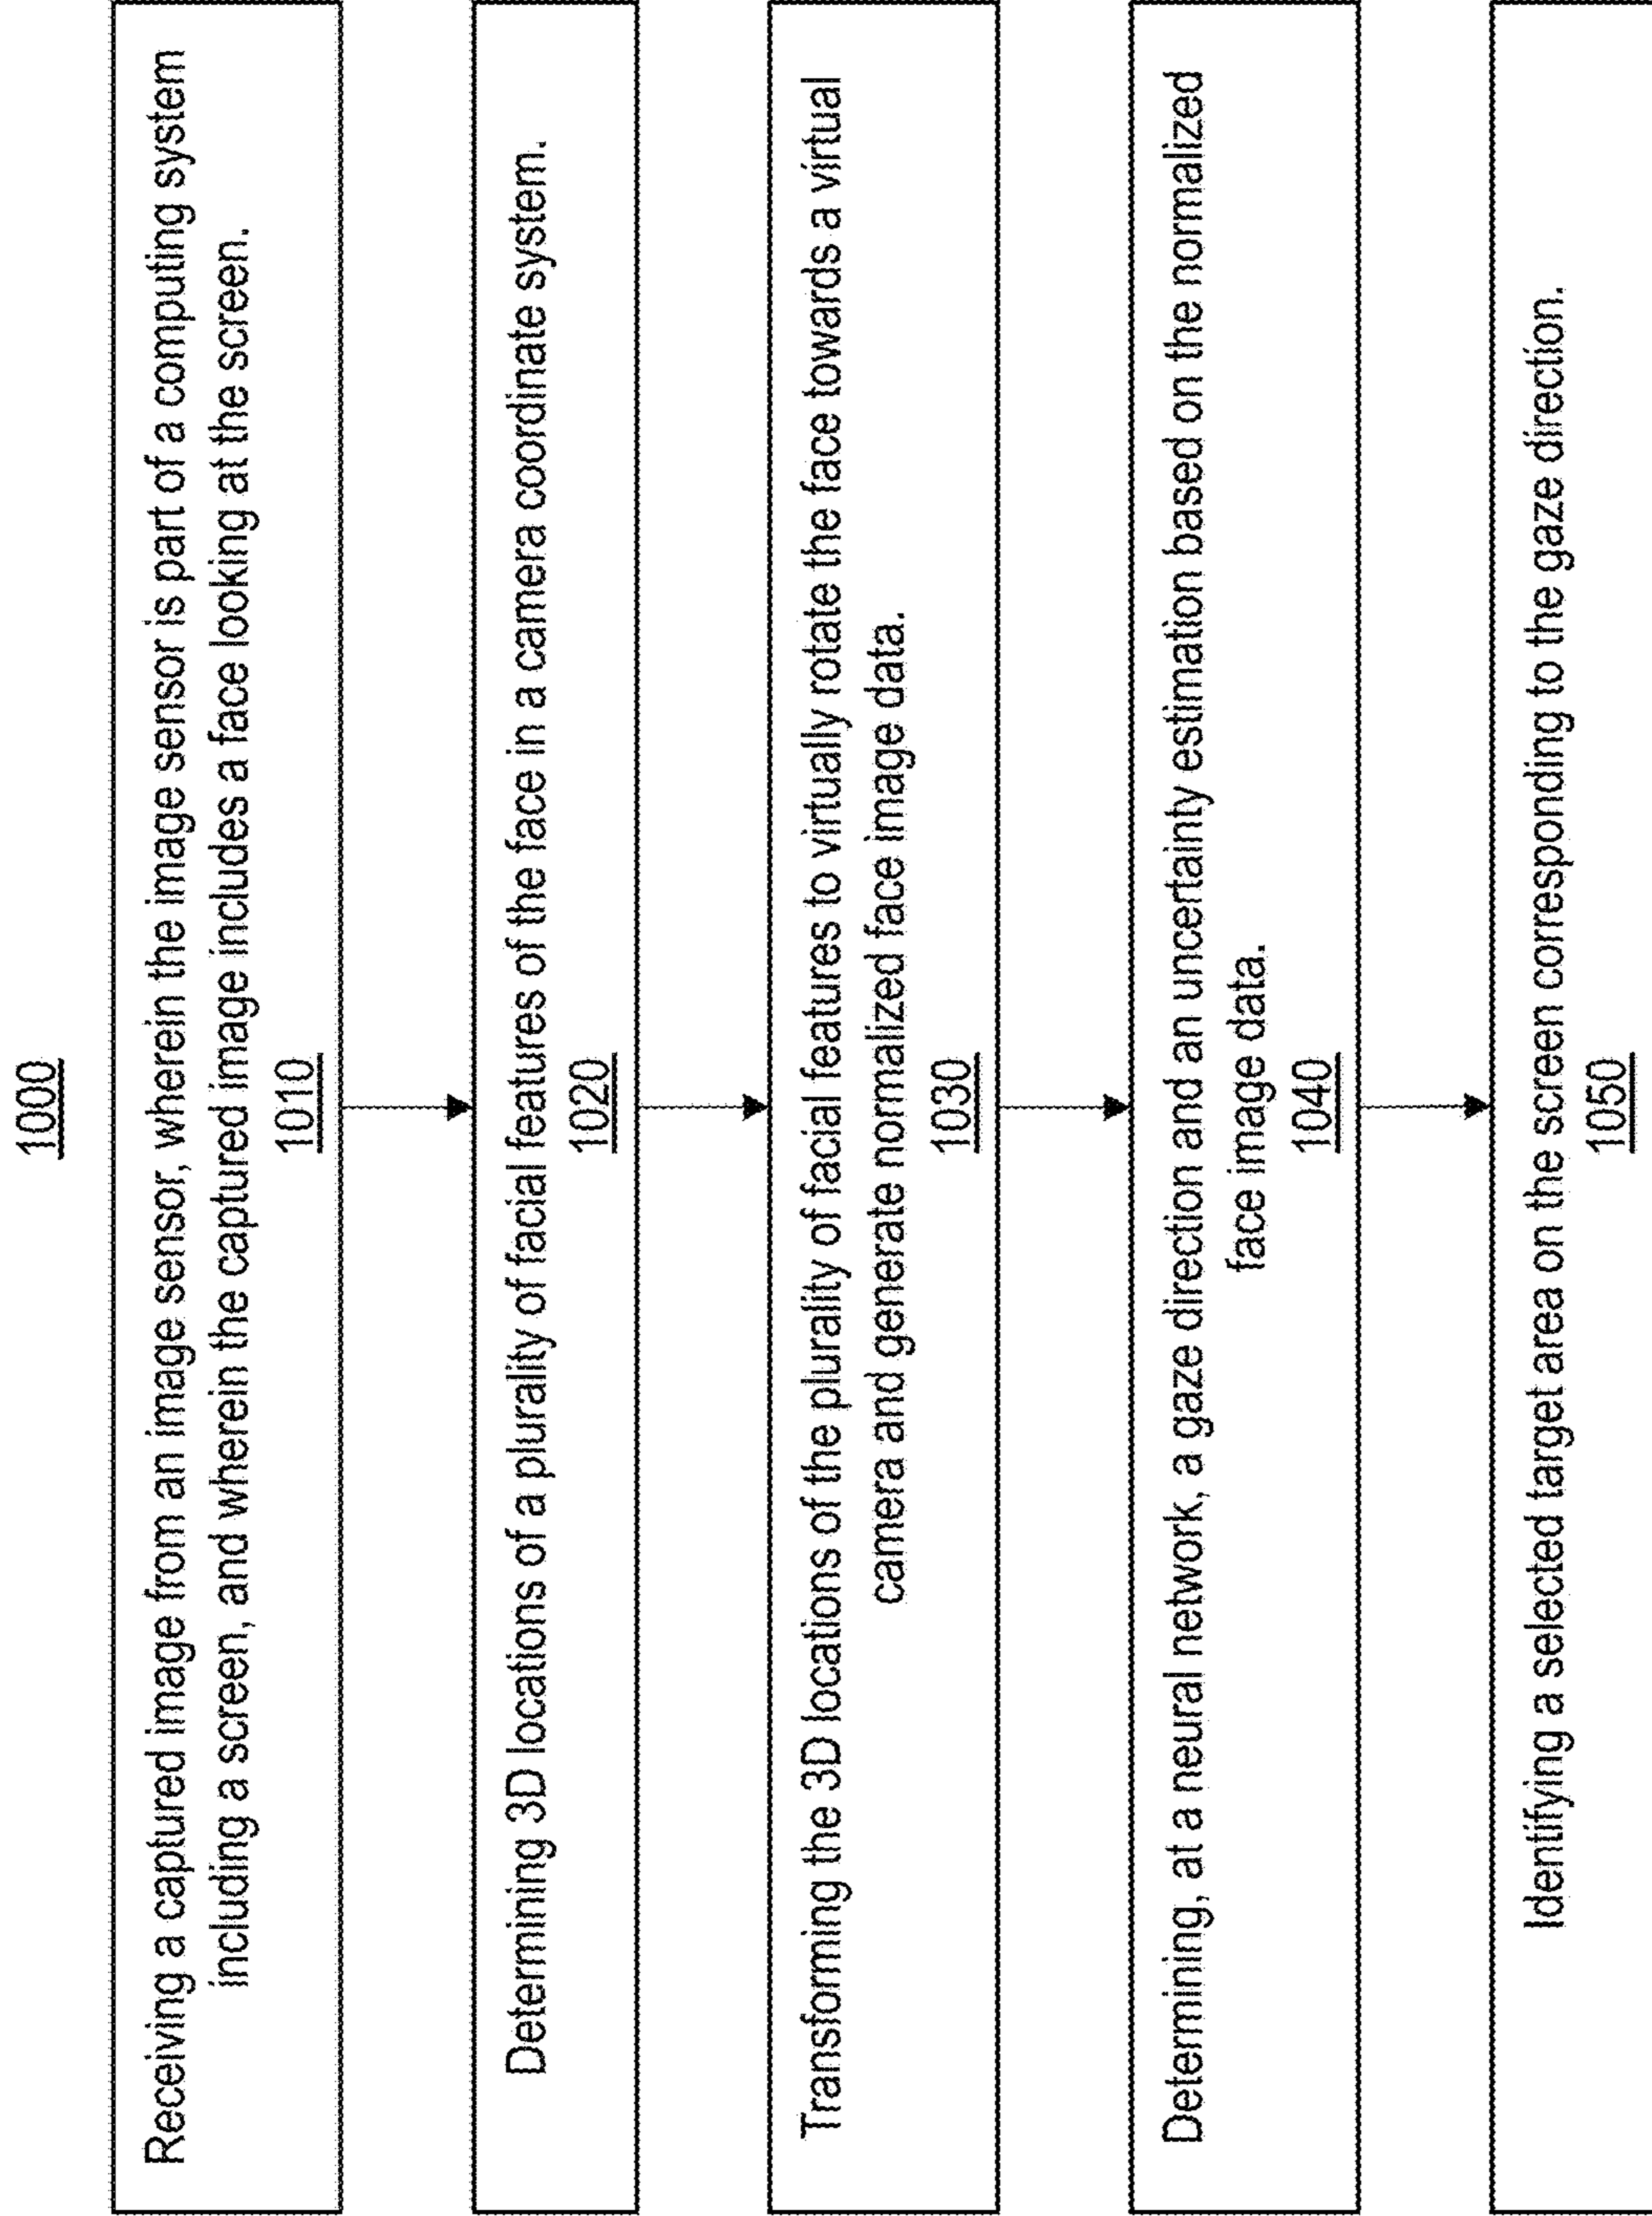 1000
Receiving a captured image from an image sensor, wherein the image sensor is part of a computing system
including a screen, and wherein the captured image includes a face looking at the screen.
1010
Determining 3D locations of a plurality of facial features of the face in a camera coordinate system.
1020
Transforming the 3D locations of the plurality of facial features to virtually rotate the face towards a virtual
camera and generate normalized face image data.
1030
Determining, at a neural network, a gaze direction and an uncertainty estimation based on the normalized
face image data.
1040
Identifying a selected target area on the screen corresponding to the gaze direction.
1050